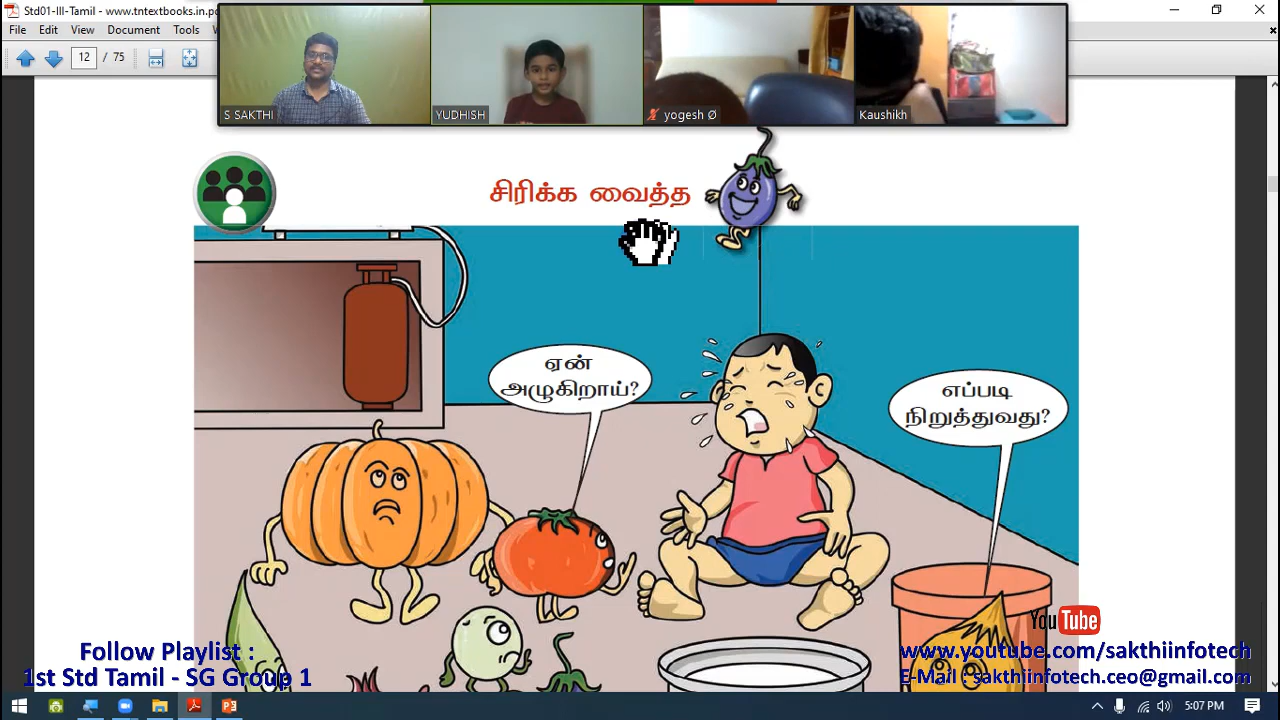 Std01-III-Tamil - www.tntextbooks.in.p
File Edit View Document Tools
12 / 75
S SAKTHI
YUDHISH
yogesh Ø
Kaushikh
சிரிக்க வைத்த
ஏன்
அழுகிறாய்?
எப்படி
நிறுத்துவது?
Follow Playlist :
1st Std Tamil - SG Group 1
YouTube
www.youtube.com/sakthiinfotech
E-Mail : sakthiinfotech.ceo@gmail.com
5:07 PM